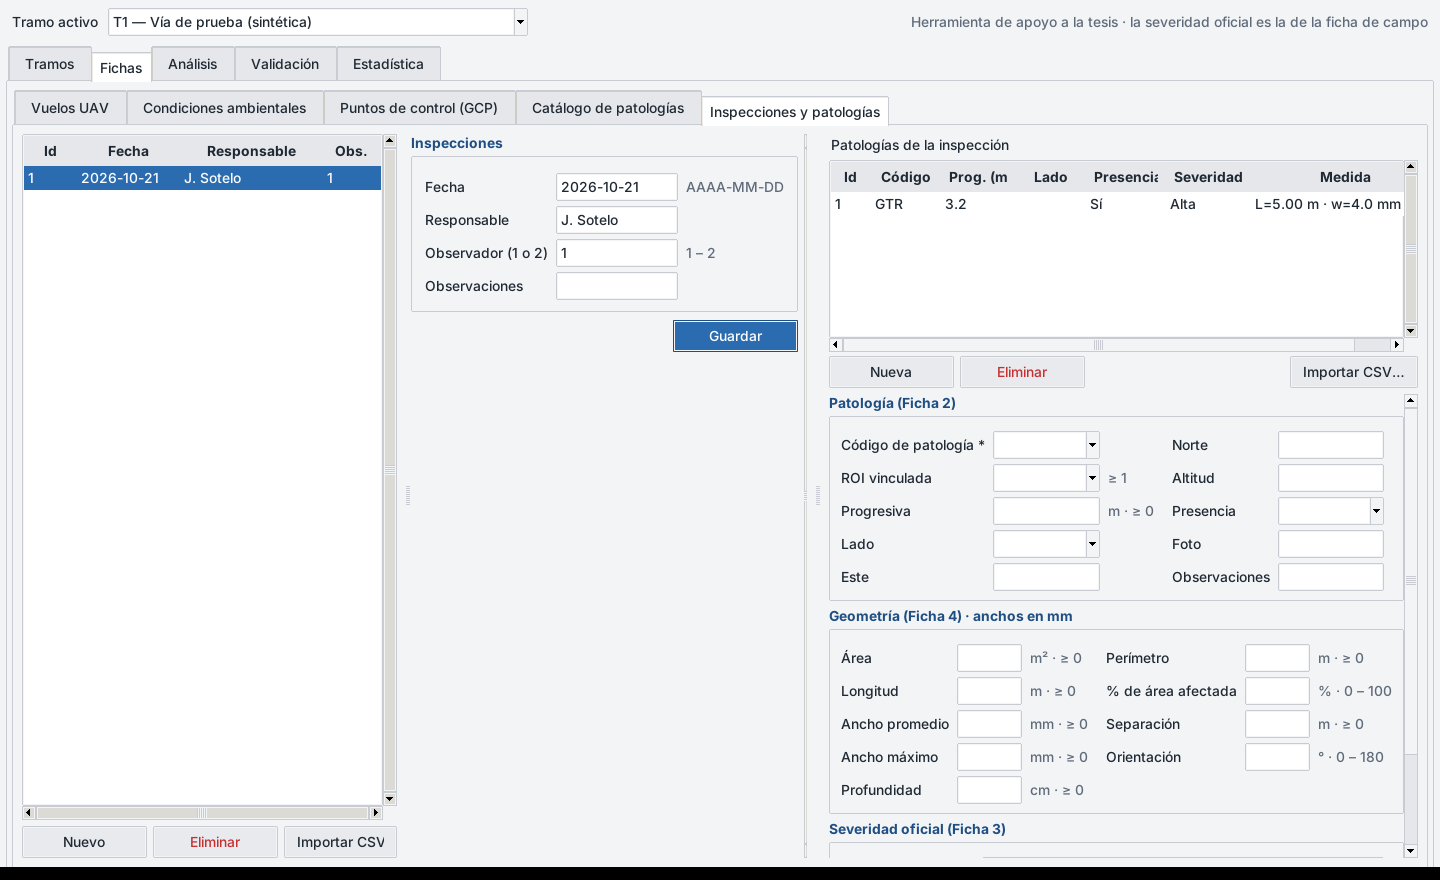 Tramo activo T1 — Vía de prueba (sintética) Herramienta de apoyo a la tesis · la severidad oficial es la de la ficha de campo
Tramos Fichas Análisis Validación Estadística
Vuelos UAV Condiciones ambientales Puntos de control (GCP) Catálogo de patologías Inspecciones y patologías
Id Fecha Responsable Obs.
1 2026-10-21 J. Sotelo 1
Nuevo Eliminar Importar CSV
Inspecciones
Fecha 2026-10-21 AAAA-MM-DD
Responsable J. Sotelo
Observador (1 o 2) 1 1 – 2
Observaciones
Guardar
Patologías de la inspección
Id Código Prog. (m Lado Presencia Severidad Medida
1 GTR 3.2 Sí Alta L=5.00 m · w=4.0 mm
Nueva Eliminar Importar CSV...
Patología (Ficha 2)
Código de patología * Norte
ROI vinculada ≥ 1 Altitud
Progresiva m · ≥ 0 Presencia
Lado Foto
Este Observaciones
Geometría (Ficha 4) · anchos en mm
Área m² · ≥ 0 Perímetro m · ≥ 0
Longitud m · ≥ 0 % de área afectada % · 0 – 100
Ancho promedio mm · ≥ 0 Separación m · ≥ 0
Ancho máximo mm · ≥ 0 Orientación ° · 0 – 180
Profundidad cm · ≥ 0
Severidad oficial (Ficha 3)